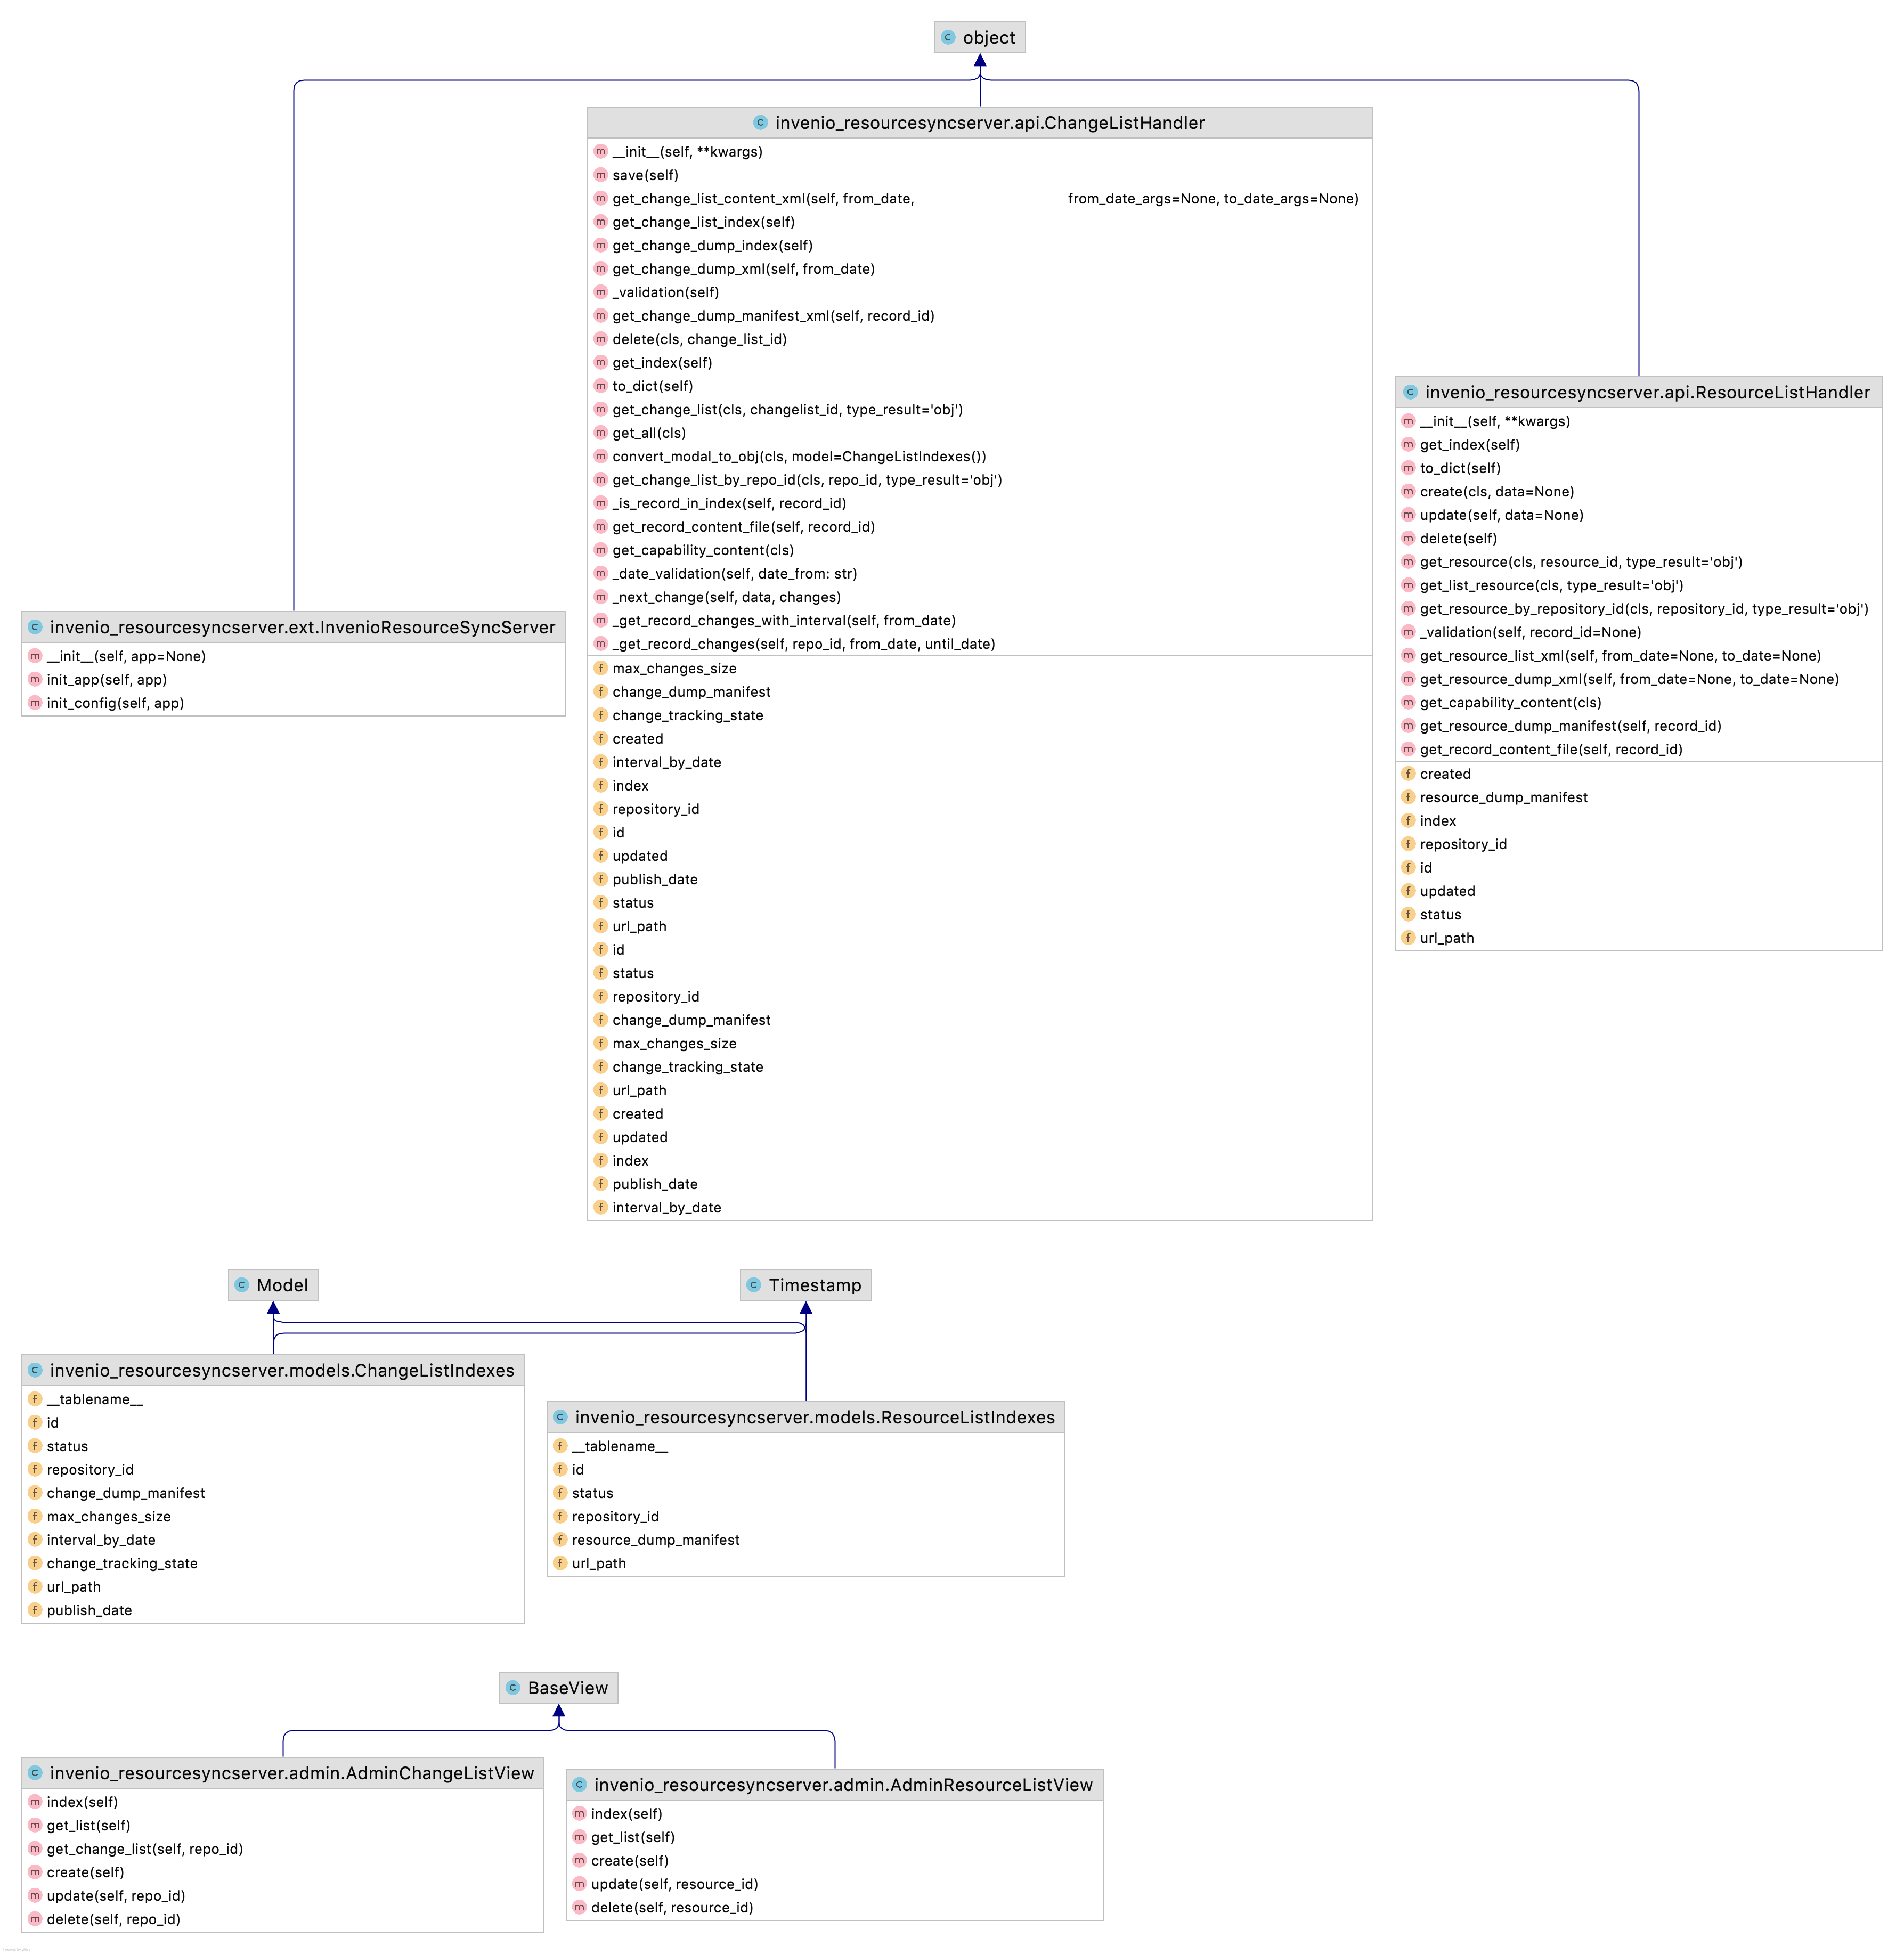 object
invenio_resourcesyncserver.api.ChangeListHandler
__init__(self, **kwargs)
save(self)
get_change_list_content_xml(self, from_date, from_date_args=None, to_date_args=None)
get_change_list_index(self)
get_change_dump_index(self)
get_change_dump_xml(self, from_date)
_validation(self)
get_change_dump_manifest_xml(self, record_id)
delete(cls, change_list_id)
get_index(self)
to_dict(self)
get_change_list(cls, changelist_id, type_result='obj')
get_all(cls)
convert_modal_to_obj(cls, model=ChangeListIndexes())
get_change_list_by_repo_id(cls, repo_id, type_result='obj')
_is_record_in_index(self, record_id)
get_record_content_file(self, record_id)
get_capability_content(cls)
_date_validation(self, date_from: str)
_next_change(self, data, changes)
_get_record_changes_with_interval(self, from_date)
_get_record_changes(self, repo_id, from_date, until_date)
max_changes_size
change_dump_manifest
change_tracking_state
created
interval_by_date
index
repository_id
id
updated
publish_date
status
url_path
id
status
repository_id
change_dump_manifest
max_changes_size
change_tracking_state
url_path
created
updated
index
publish_date
interval_by_date
invenio_resourcesyncserver.api.ResourceListHandler
__init__(self, **kwargs)
get_index(self)
to_dict(self)
create(cls, data=None)
update(self, data=None)
delete(self)
get_resource(cls, resource_id, type_result='obj')
get_list_resource(cls, type_result='obj')
get_resource_by_repository_id(cls, repository_id, type_result='obj')
_validation(self, record_id=None)
get_resource_list_xml(self, from_date=None, to_date=None)
get_resource_dump_xml(self, from_date=None, to_date=None)
get_capability_content(cls)
get_resource_dump_manifest(self, record_id)
get_record_content_file(self, record_id)
created
resource_dump_manifest
index
repository_id
id
updated
status
url_path
invenio_resourcesyncserver.ext.InvenioResourceSyncServer
__init__(self, app=None)
init_app(self, app)
init_config(self, app)
Model
Timestamp
invenio_resourcesyncserver.models.ChangeListIndexes
__tablename__
id
status
repository_id
change_dump_manifest
max_changes_size
interval_by_date
change_tracking_state
url_path
publish_date
invenio_resourcesyncserver.models.ResourceListIndexes
__tablename__
id
status
repository_id
resource_dump_manifest
url_path
BaseView
invenio_resourcesyncserver.admin.AdminChangeListView
index(self)
get_list(self)
get_change_list(self, repo_id)
create(self)
update(self, repo_id)
delete(self, repo_id)
invenio_resourcesyncserver.admin.AdminResourceListView
index(self)
get_list(self)
create(self)
update(self, resource_id)
delete(self, resource_id)